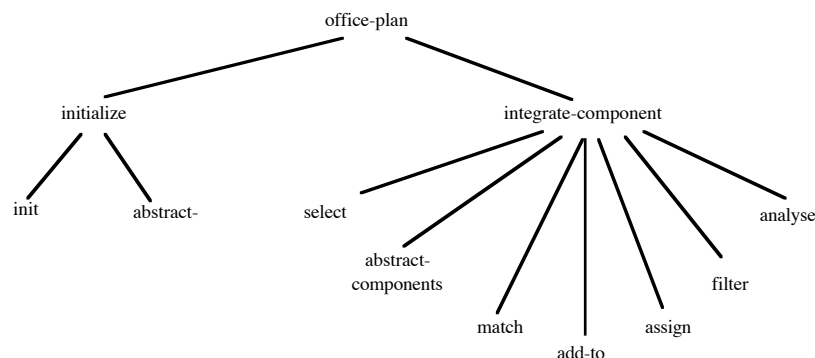 office-plan
initialize
integrate-component
init
abstract-
select
analyse
abstract-
components
filter
match
assign
add-to